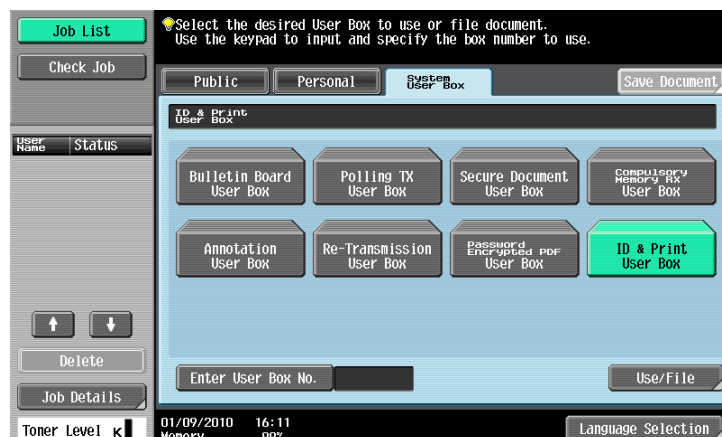 Job List
Check Job
User Name
Status
Delete
Job Details
Toner Level K
Select the desired User Box to use or file document.
Use the keypad to input and specify the box number to use.
Public
Personal
System User Box
Save Document
ID & Print
User Box
Bulletin Board
User Box
Polling TX
User Box
Secure Document
User Box
Compulsory
Memory RX
User Box
Annotation
User Box
Re-Transmission
User Box
Password
Encrypted PDF
User Box
ID & Print
User Box
Enter User Box No.
Use/File
01/09/2010 16:11
Memory 99%
Language Selection